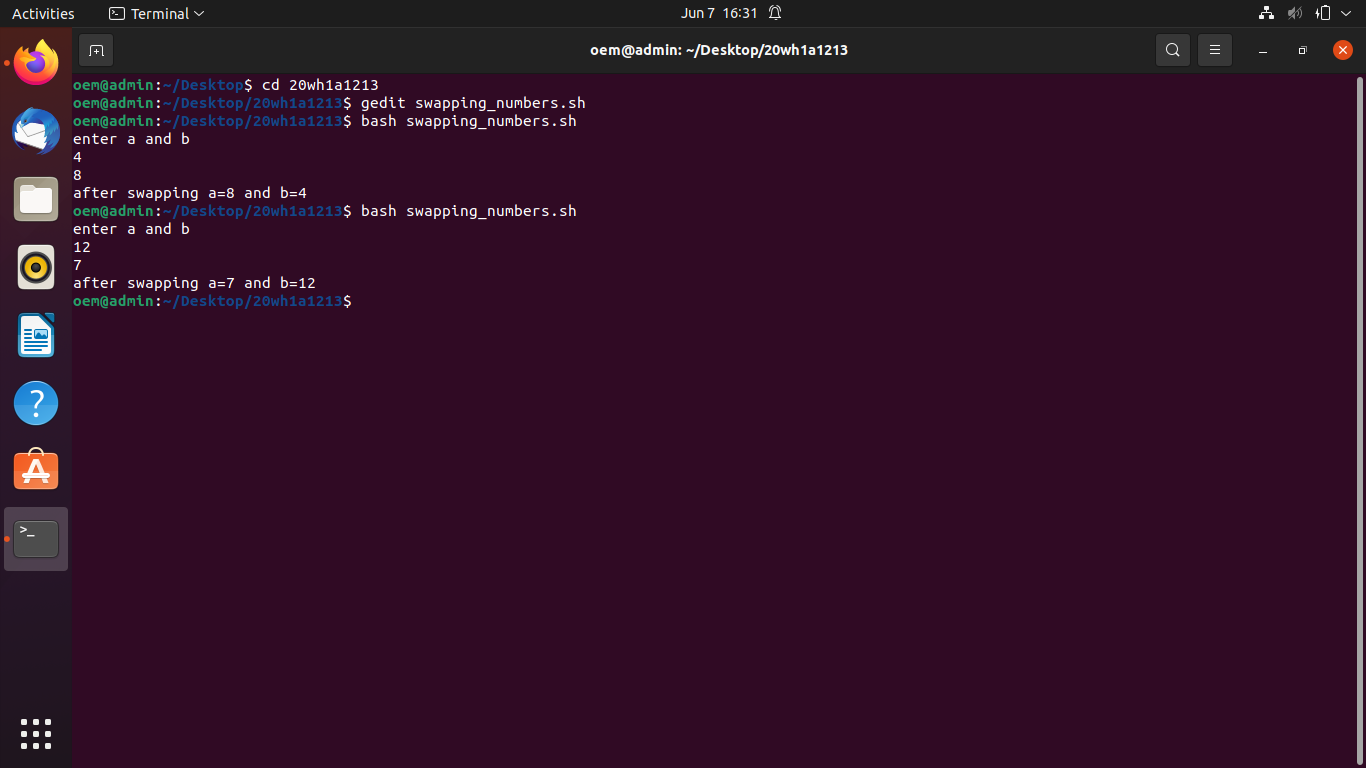 Activities Terminal Jun 7 16:31
oem@admin: ~/Desktop/20wh1a1213
oem@admin:~/Desktop$ cd 20wh1a1213
oem@admin:~/Desktop/20wh1a1213$ gedit swapping_numbers.sh
oem@admin:~/Desktop/20wh1a1213$ bash swapping_numbers.sh
enter a and b
4
8
after swapping a=8 and b=4
oem@admin:~/Desktop/20wh1a1213$ bash swapping_numbers.sh
enter a and b
12
7
after swapping a=7 and b=12
oem@admin:~/Desktop/20wh1a1213$